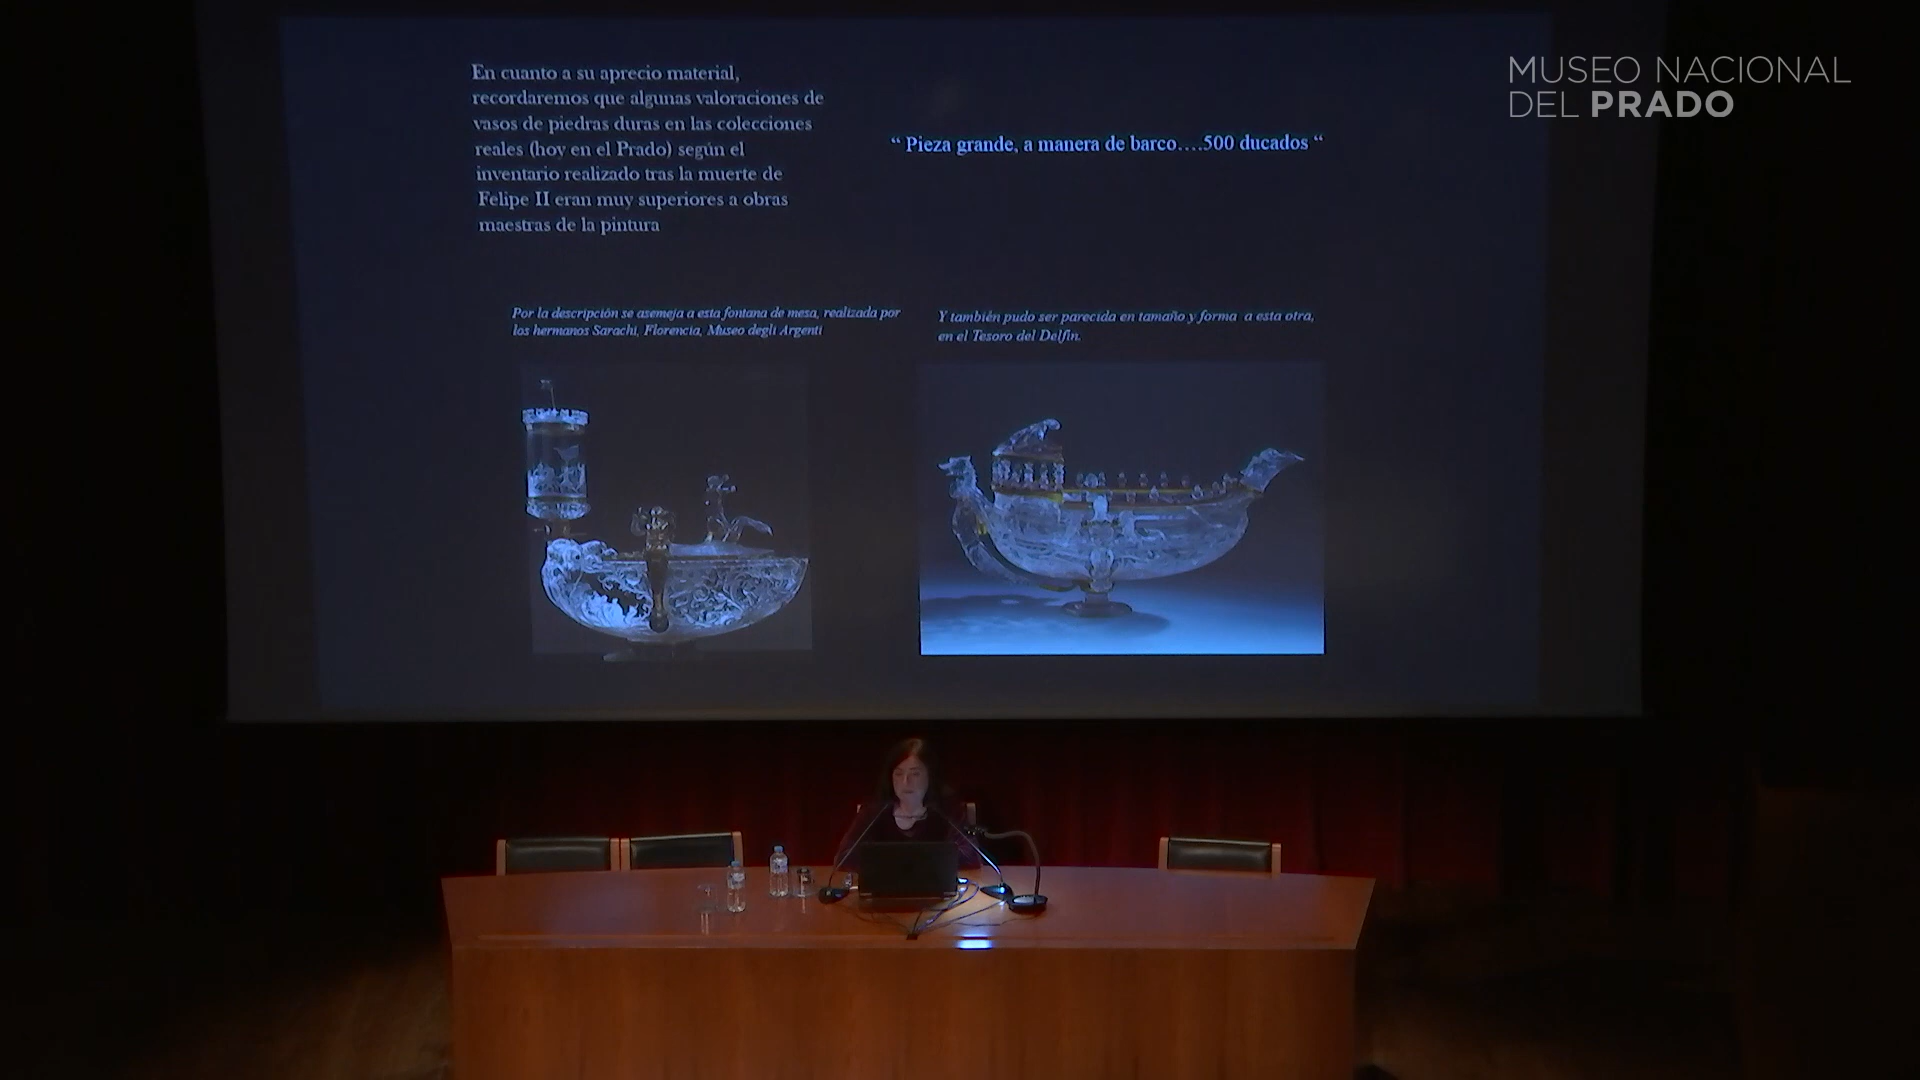 MUSEO NACIONAL
DEL PRADO
En cuanto a su aprecio material,
recordaremos que algunas valoraciones de
vasos de piedras duras en las colecciones
reales (hoy en el Prado) según el
inventario realizado tras la muerte de
Felipe II eran muy superiores a obras
maestras de la pintura
“ Pieza grande, a manera de barco….500 ducados “
Por la descripción se asemeja a esta fontana de mesa, realizada por
los hermanos Sarachi, Florencia, Museo degli Argenti
Y también pudo ser parecida en tamaño y forma a esta otra,
en el Tesoro del Delfín.